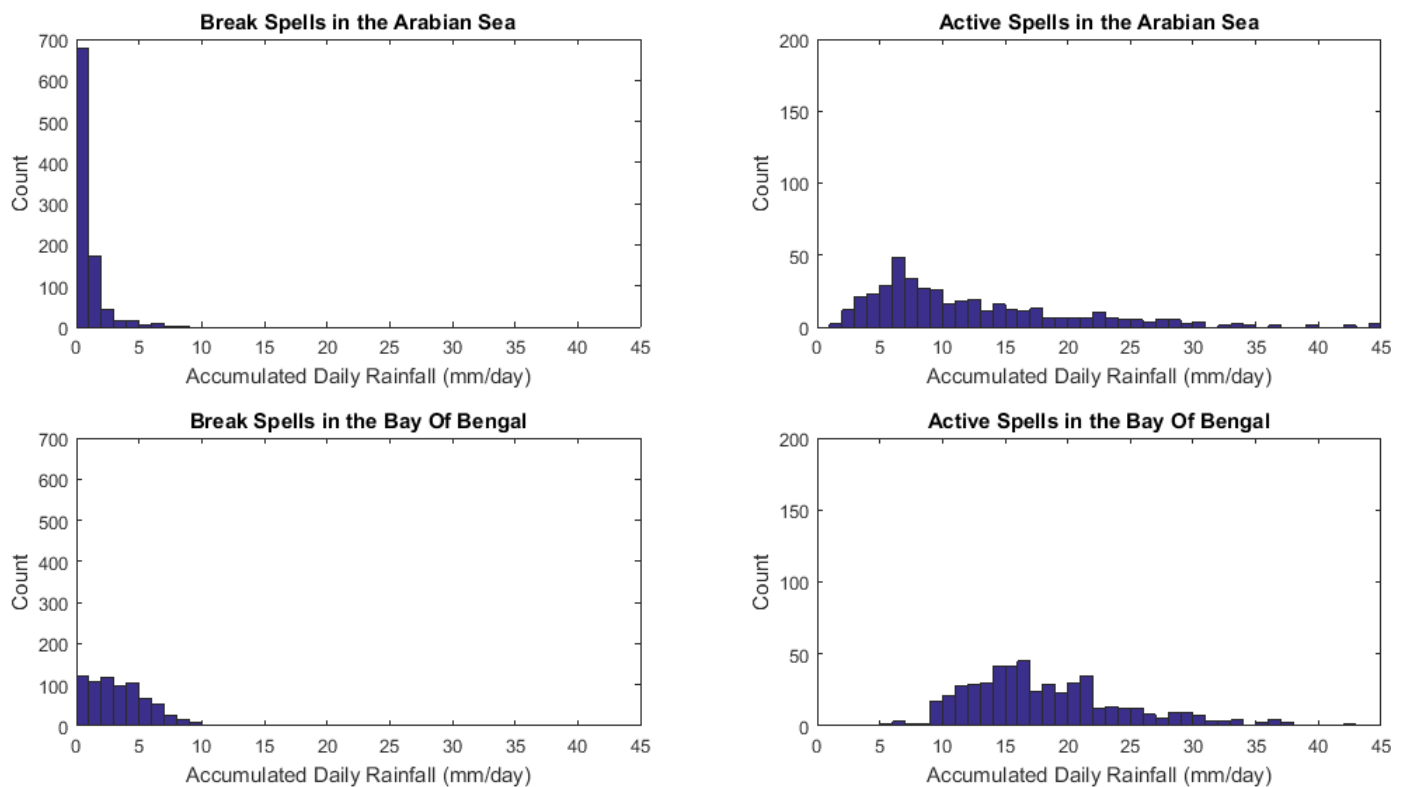 Break Spells in the Arabian Sea
700
600
500
400
300
200
100
0
Count
0 5 10 15 20 25 30 35 40 45
Accumulated Daily Rainfall (mm/day)
Active Spells in the Arabian Sea
200
150
100
50
0
Count
0 5 10 15 20 25 30 35 40 45
Accumulated Daily Rainfall (mm/day)
Break Spells in the Bay Of Bengal
700
600
500
400
300
200
100
0
Count
0 5 10 15 20 25 30 35 40 45
Accumulated Daily Rainfall (mm/day)
Active Spells in the Bay Of Bengal
200
150
100
50
0
Count
0 5 10 15 20 25 30 35 40 45
Accumulated Daily Rainfall (mm/day)